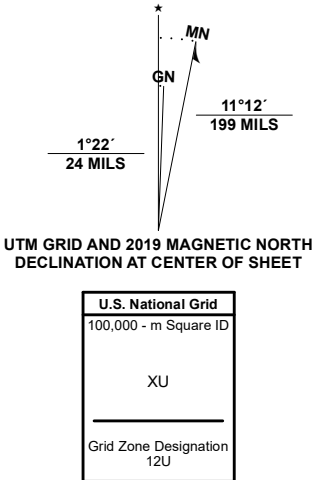 ★
MN
GN
11°12´
199 MILS
1°22´
24 MILS
UTM GRID AND 2019 MAGNETIC NORTH
DECLINATION AT CENTER OF SHEET
U.S. National Grid
100,000 - m Square ID
XU
Grid Zone Designation
12U